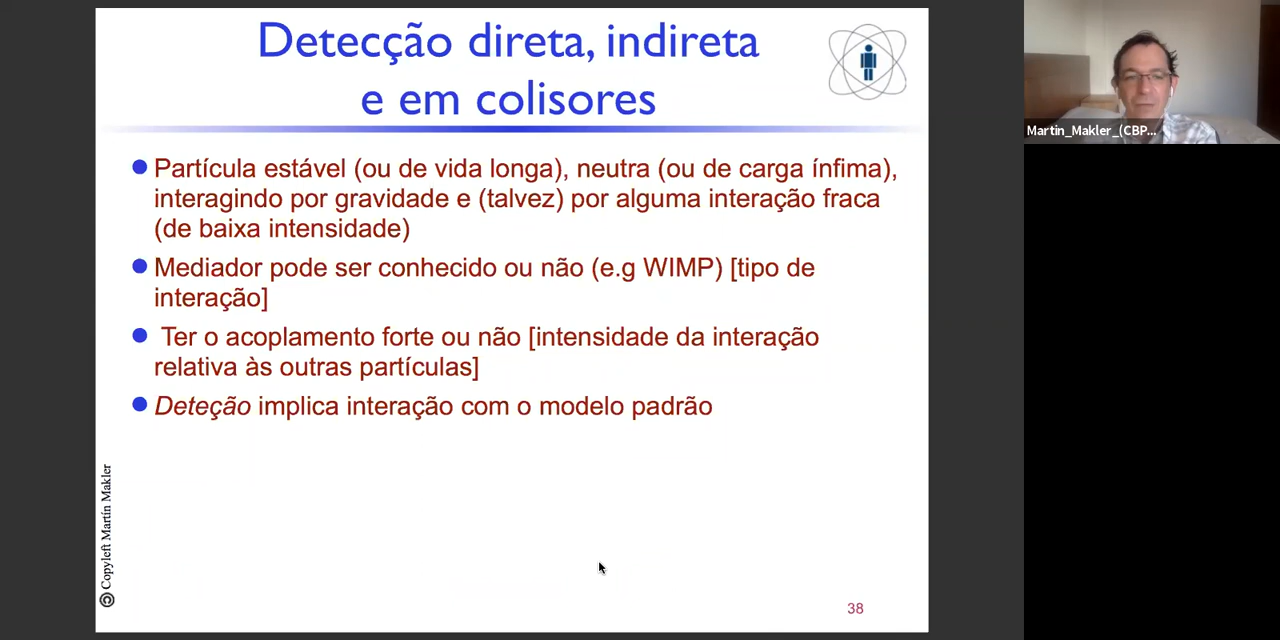 Detecção direta, indireta
e em colisores
Partícula estável (ou de vida longa), neutra (ou de carga ínfima),
interagindo por gravidade e (talvez) por alguma interação fraca
(de baixa intensidade)
Mediador pode ser conhecido ou não (e.g WIMP) [tipo de
interação]
Ter o acoplamento forte ou não [intensidade da interação
relativa às outras partículas]
Deteção implica interação com o modelo padrão
Copyleft Martín Makler
38
Martin_Makler_(CBP...